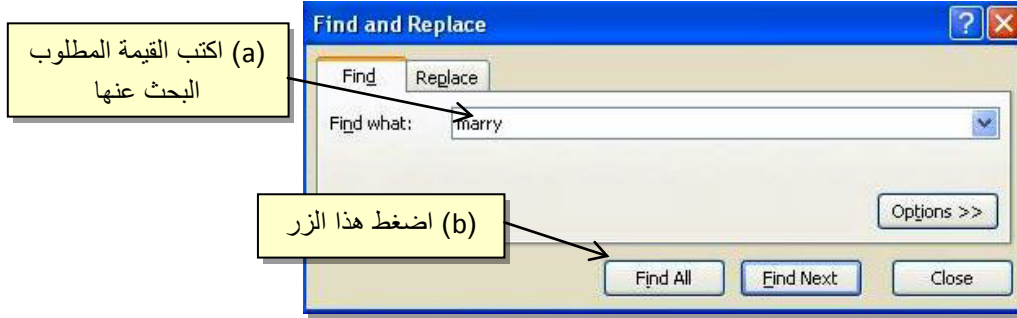 Find and Replace
(a) اكتب القيمة المطلوب
البحث عنها
Find Replace
Find what: marry
Options >>
(b) اضغط هذا الزر
Find All Find Next Close